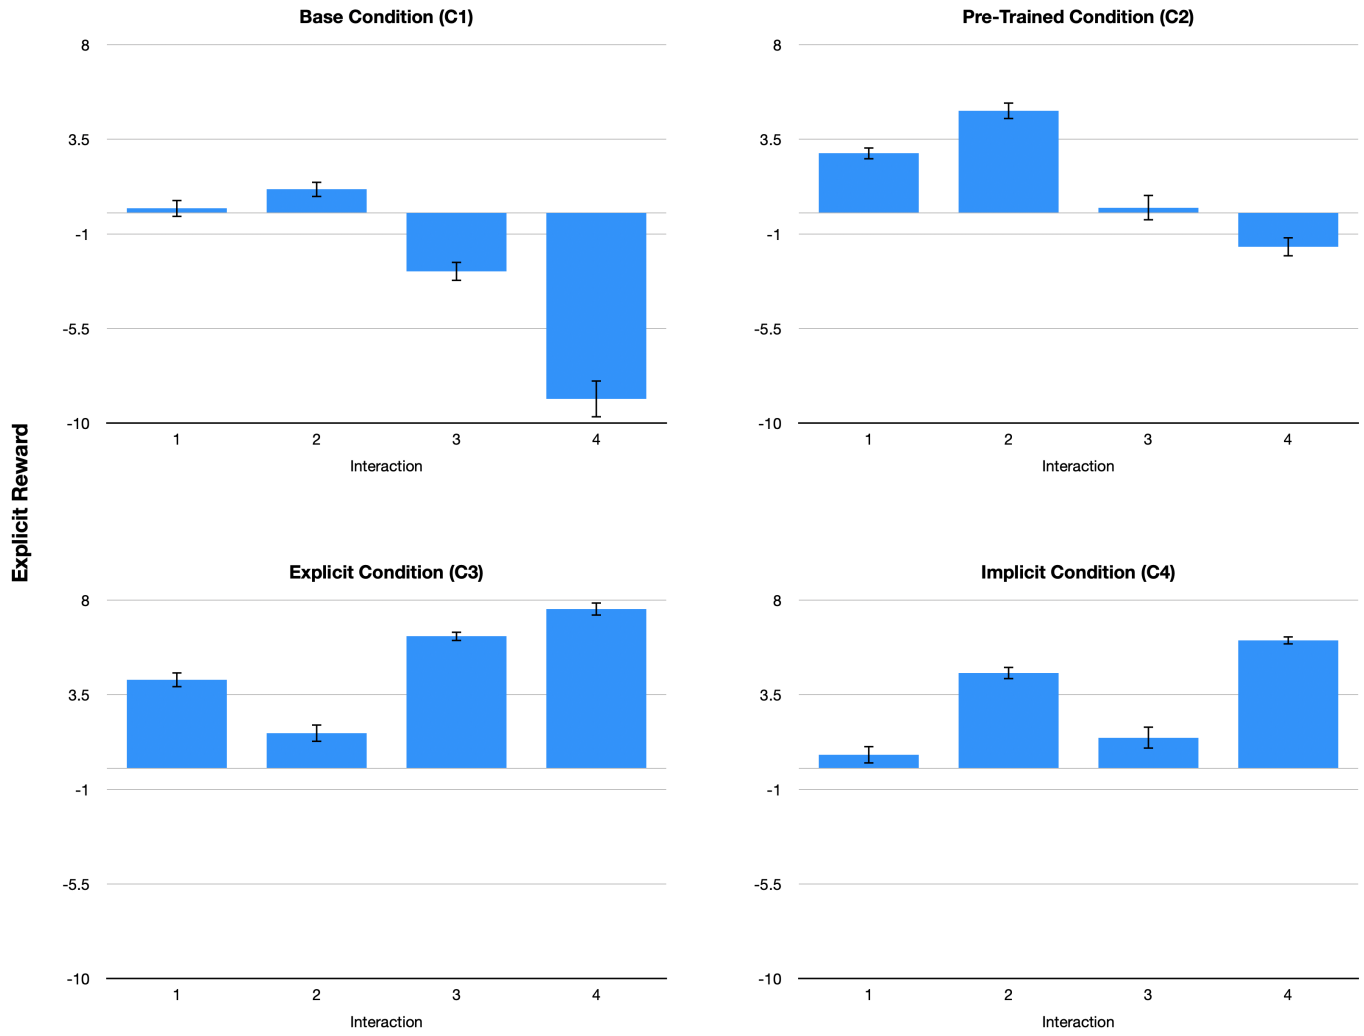 Base Condition (C1)
8
3.5
-1
-5.5
-10
1 2 3 4
Interaction
Pre-Trained Condition (C2)
8
3.5
-1
-5.5
-10
1 2 3 4
Interaction
Explicit Reward
Explicit Condition (C3)
8
3.5
-1
-5.5
-10
1 2 3 4
Interaction
Implicit Condition (C4)
8
3.5
-1
-5.5
-10
1 2 3 4
Interaction